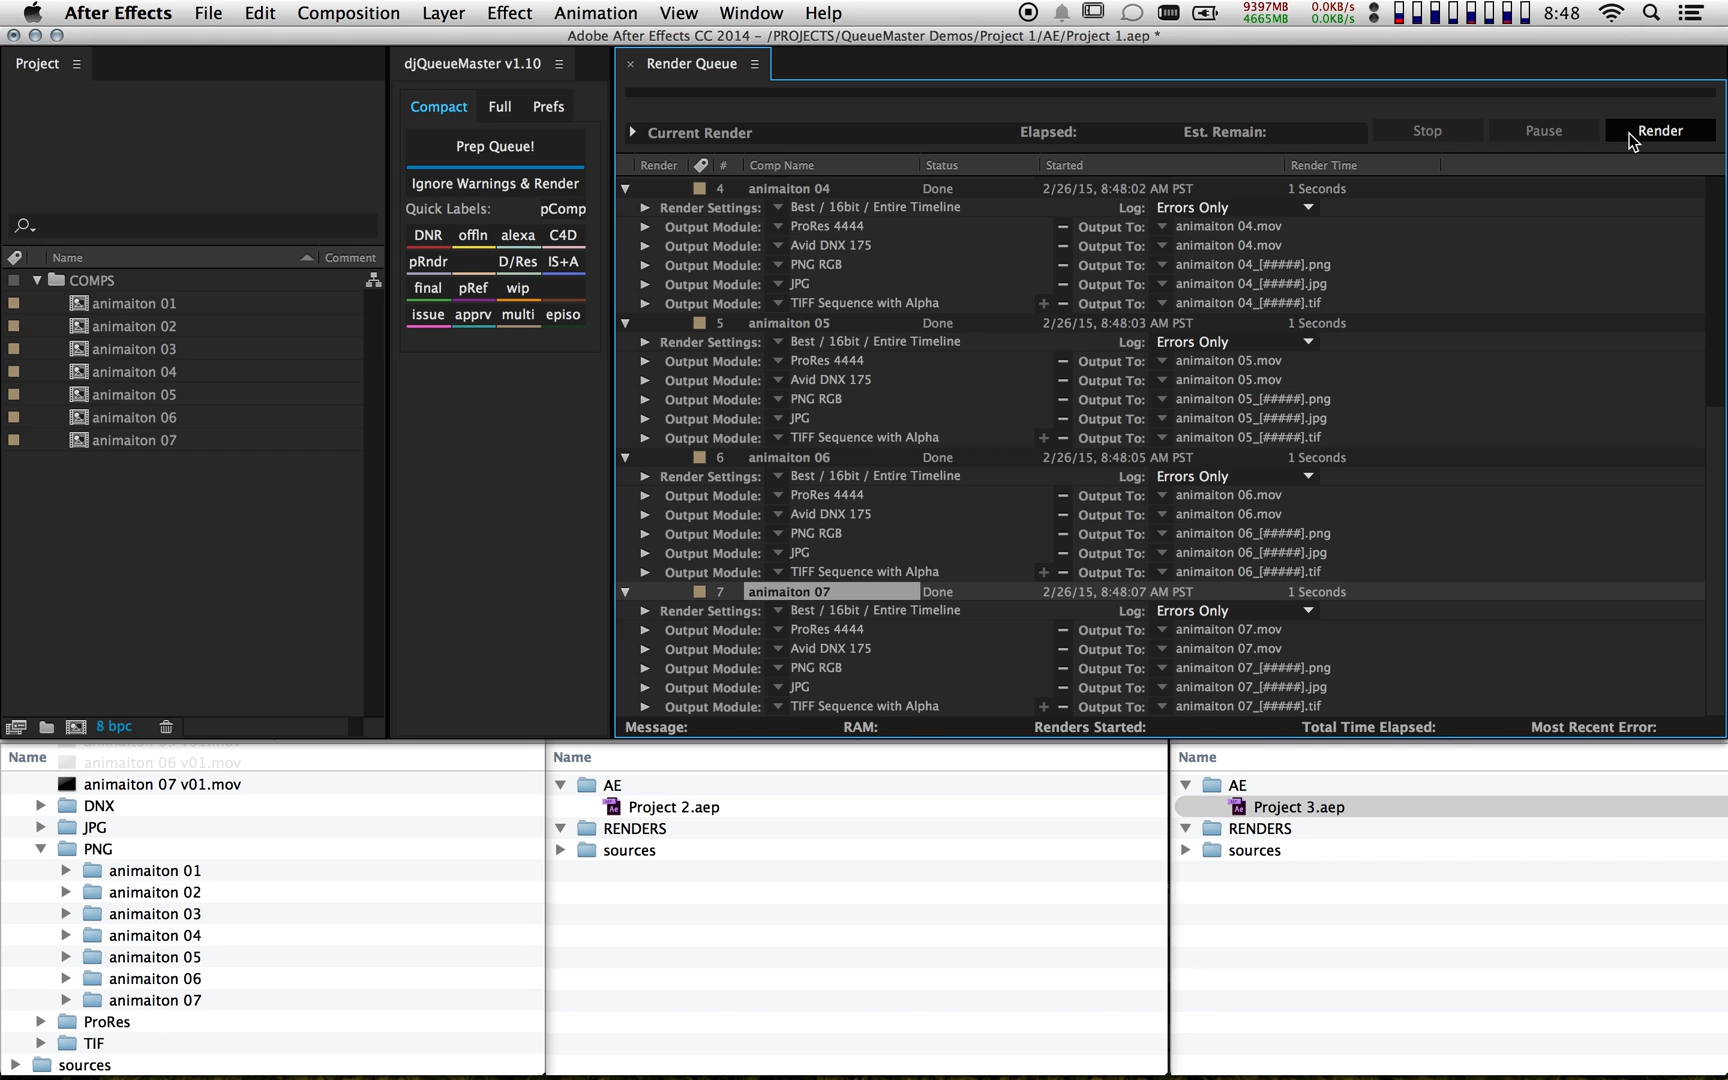 After Effects File Edit Composition Layer Effect Animation View Window Help 9397MB 4665MB 0.0KB/s 0.0KB/s 8:48
Adobe After Effects CC 2014 - /PROJECTS/QueueMaster Demos/Project 1/AE/Project 1.aep *
Project
Name Comment
COMPS
animaiton 01
animaiton 02
animaiton 03
animaiton 04
animaiton 05
animaiton 06
animaiton 07
8 bpc
djQueueMaster v1.10
Compact Full Prefs
Prep Queue!
Ignore Warnings & Render
Quick Labels: pComp
DNR offln alexa C4D
pRndr D/Res IS+A
final pRef wip
issue apprv multi episo
Render Queue
Current Render Elapsed: Est. Remain: Stop Pause Render
Render # Comp Name Status Started Render Time
4 animaiton 04 Done 2/26/15, 8:48:02 AM PST 1 Seconds
Render Settings: Best / 16bit / Entire Timeline Log: Errors Only
Output Module: ProRes 4444 Output To: animaiton 04.mov
Output Module: Avid DNX 175 Output To: animaiton 04.mov
Output Module: PNG RGB Output To: animaiton 04_[#####].png
Output Module: JPG Output To: animaiton 04_[#####].jpg
Output Module: TIFF Sequence with Alpha + Output To: animaiton 04_[#####].tif
5 animaiton 05 Done 2/26/15, 8:48:03 AM PST 1 Seconds
Render Settings: Best / 16bit / Entire Timeline Log: Errors Only
Output Module: ProRes 4444 Output To: animaiton 05.mov
Output Module: Avid DNX 175 Output To: animaiton 05.mov
Output Module: PNG RGB Output To: animaiton 05_[#####].png
Output Module: JPG Output To: animaiton 05_[#####].jpg
Output Module: TIFF Sequence with Alpha + Output To: animaiton 05_[#####].tif
6 animaiton 06 Done 2/26/15, 8:48:05 AM PST 1 Seconds
Render Settings: Best / 16bit / Entire Timeline Log: Errors Only
Output Module: ProRes 4444 Output To: animaiton 06.mov
Output Module: Avid DNX 175 Output To: animaiton 06.mov
Output Module: PNG RGB Output To: animaiton 06_[#####].png
Output Module: JPG Output To: animaiton 06_[#####].jpg
Output Module: TIFF Sequence with Alpha + Output To: animaiton 06_[#####].tif
7 animaiton 07 Done 2/26/15, 8:48:07 AM PST 1 Seconds
Render Settings: Best / 16bit / Entire Timeline Log: Errors Only
Output Module: ProRes 4444 Output To: animaiton 07.mov
Output Module: Avid DNX 175 Output To: animaiton 07.mov
Output Module: PNG RGB Output To: animaiton 07_[#####].png
Output Module: JPG Output To: animaiton 07_[#####].jpg
Output Module: TIFF Sequence with Alpha + Output To: animaiton 07_[#####].tif
Message: RAM: Renders Started: Total Time Elapsed: Most Recent Error:
Name
animaiton 06 v01.mov
animaiton 07 v01.mov
DNX
JPG
PNG
animaiton 01
animaiton 02
animaiton 03
animaiton 04
animaiton 05
animaiton 06
animaiton 07
ProRes
TIF
sources
Name
AE
Project 2.aep
RENDERS
sources
Name
AE
Project 3.aep
RENDERS
sources